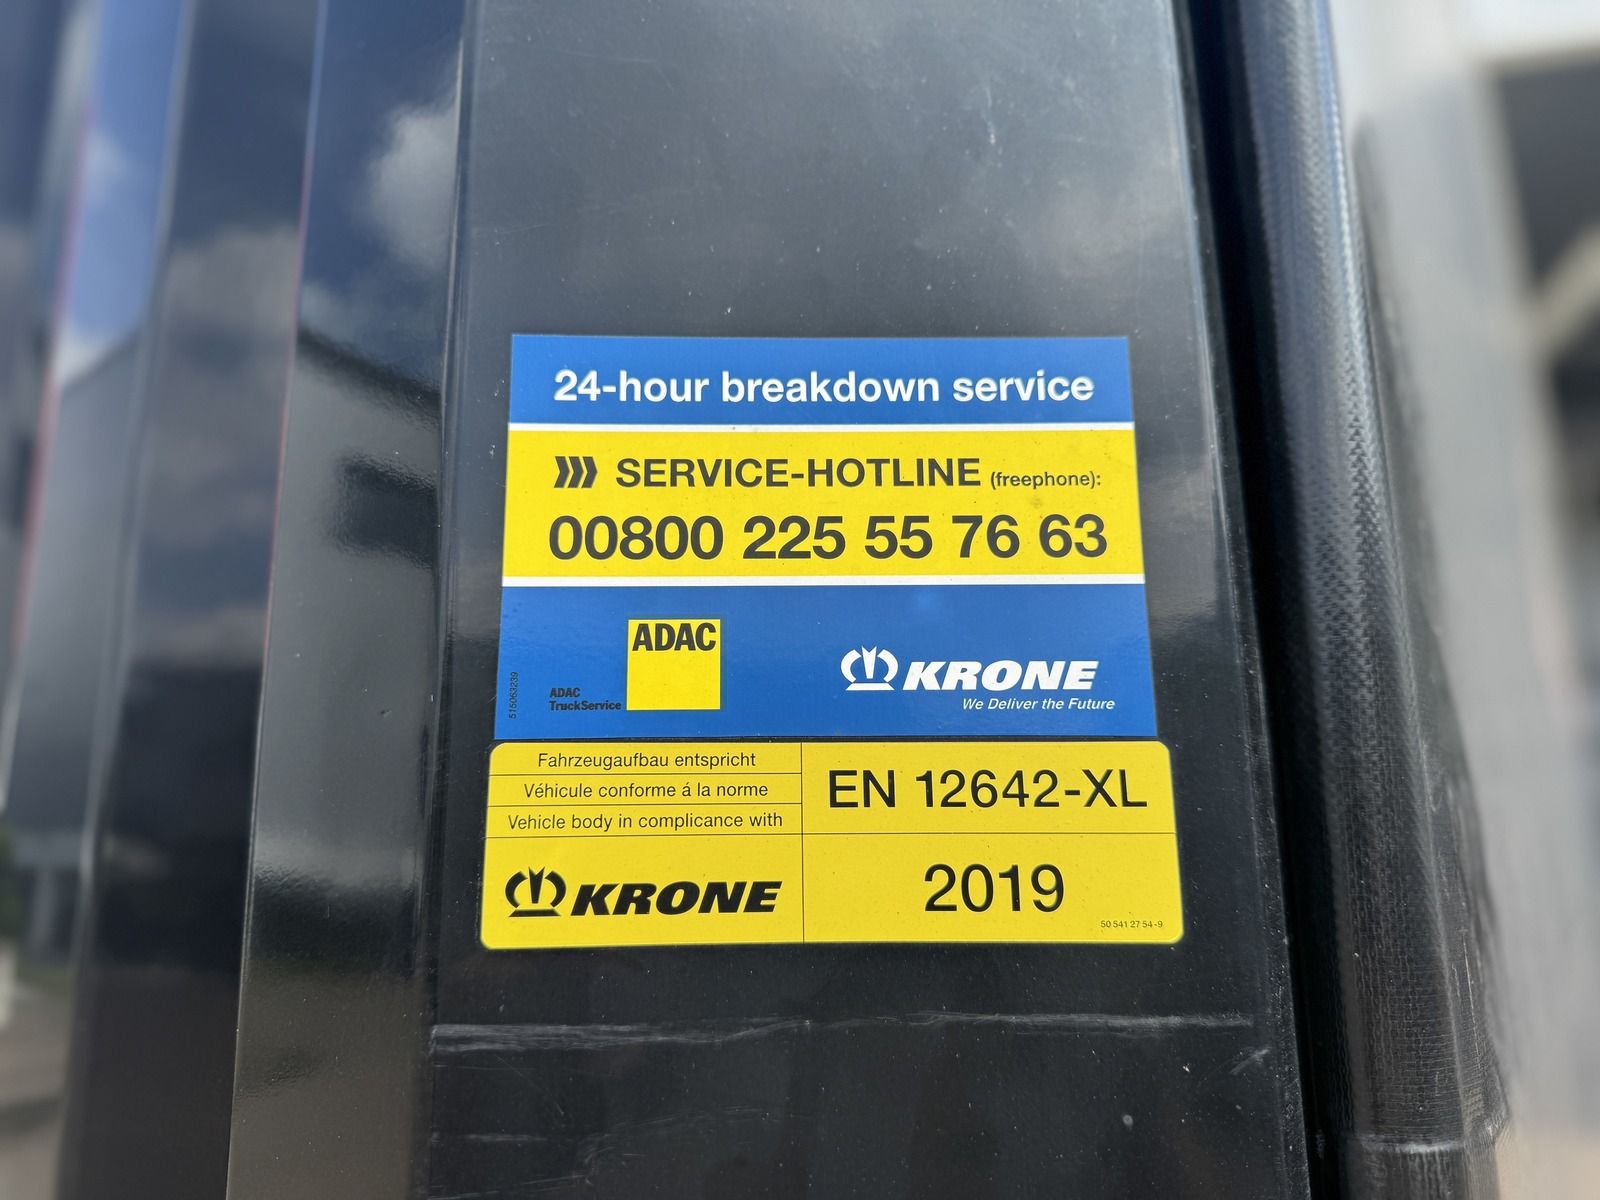 24-hour breakdown service
SERVICE-HOTLINE (freephone):
00800 225 55 76 63
515063239
ADAC
TruckService
ADAC
KRONE
We Deliver the Future
Fahrzeugaufbau entspricht
Véhicule conforme á la norme
Vehicle body in complicance with
EN 12642-XL
KRONE
2019
50 541 27 54-9